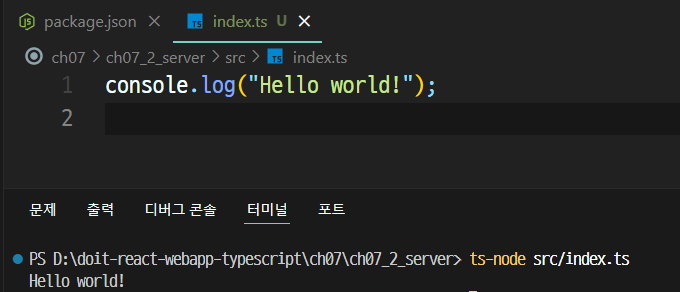 package.json
index.ts U
ch07 > ch07_2_server > src > index.ts
1 console.log("Hello world!");
2
문제 출력 디버그 콘솔 터미널 포트
PS D:\doit-react-webapp-typescript\ch07\ch07_2_server> ts-node src/index.ts
Hello world!